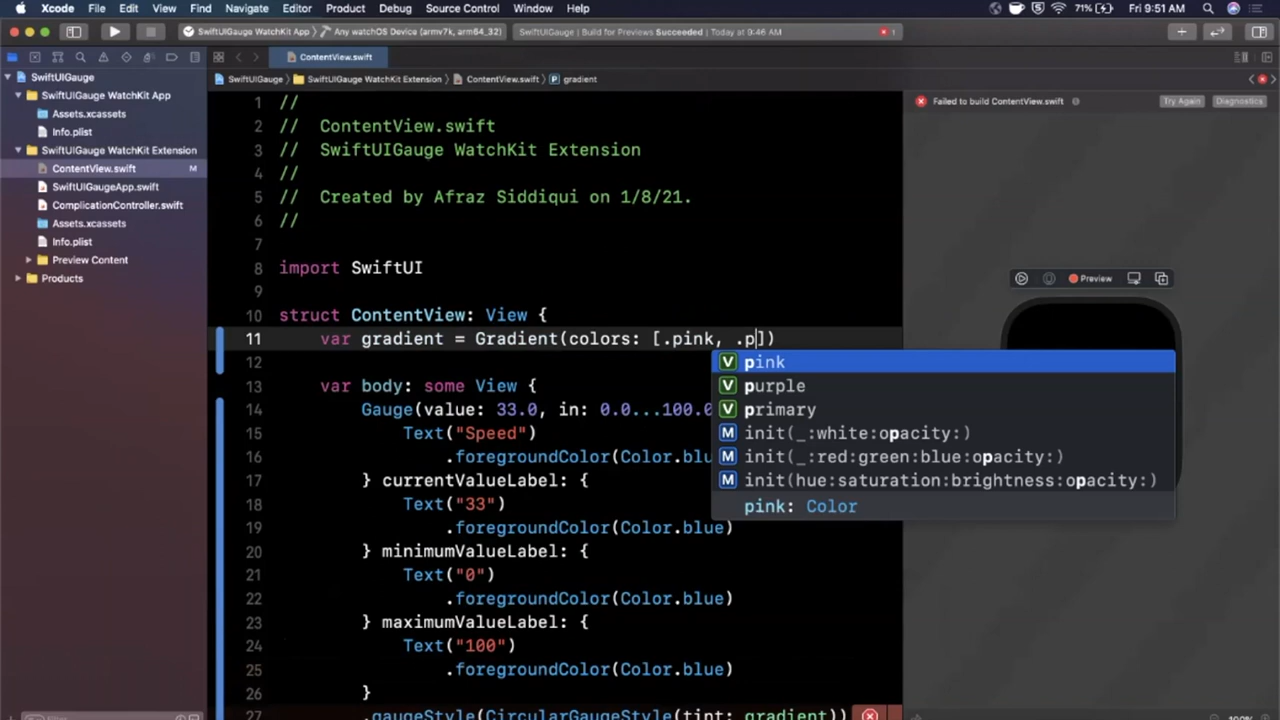 Xcode File Edit View Find Navigate Editor Product Debug Source Control Window Help 71% Fri 9:51 AM
SwiftUIGauge WatchKit App Any watchOS Device (armv7k, arm64_32) SwiftUIGauge | Build for Previews Succeeded | Today at 9:46 AM 1
ContentView.swift
SwiftUIGauge
SwiftUIGauge WatchKit App
Assets.xcassets
Info.plist
SwiftUIGauge WatchKit Extension
ContentView.swift M
SwiftUIGaugeApp.swift
ComplicationController.swift
Assets.xcassets
Info.plist
Preview Content
Products
SwiftUIGauge WatchKit Extension ContentView.swift P gradient
1 //
2 // ContentView.swift
3 // SwiftUIGauge WatchKit Extension
4 //
5 // Created by Afraz Siddiqui on 1/8/21.
6 //
7
8 import SwiftUI
9
10 struct ContentView: View {
11 var gradient = Gradient(colors: [.pink, .p])
12
13 var body: some View {
14 Gauge(value: 33.0, in: 0.0...100.0
15 Text("Speed")
16 .foregroundColor(Color.blu
17 } currentValueLabel: {
18 Text("33")
19 .foregroundColor(Color.blue)
20 } minimumValueLabel: {
21 Text("0")
22 .foregroundColor(Color.blue)
23 } maximumValueLabel: {
24 Text("100")
25 .foregroundColor(Color.blue)
26 }
27 .gaugeStyle(CircularGaugeStyle(tint: gradient))
V pink
V purple
V primary
M init(_:white:opacity:)
M init(_:red:green:blue:opacity:)
M init(hue:saturation:brightness:opacity:)
pink: Color
Failed to build ContentView.swift Try Again Diagnostics
Preview
100%